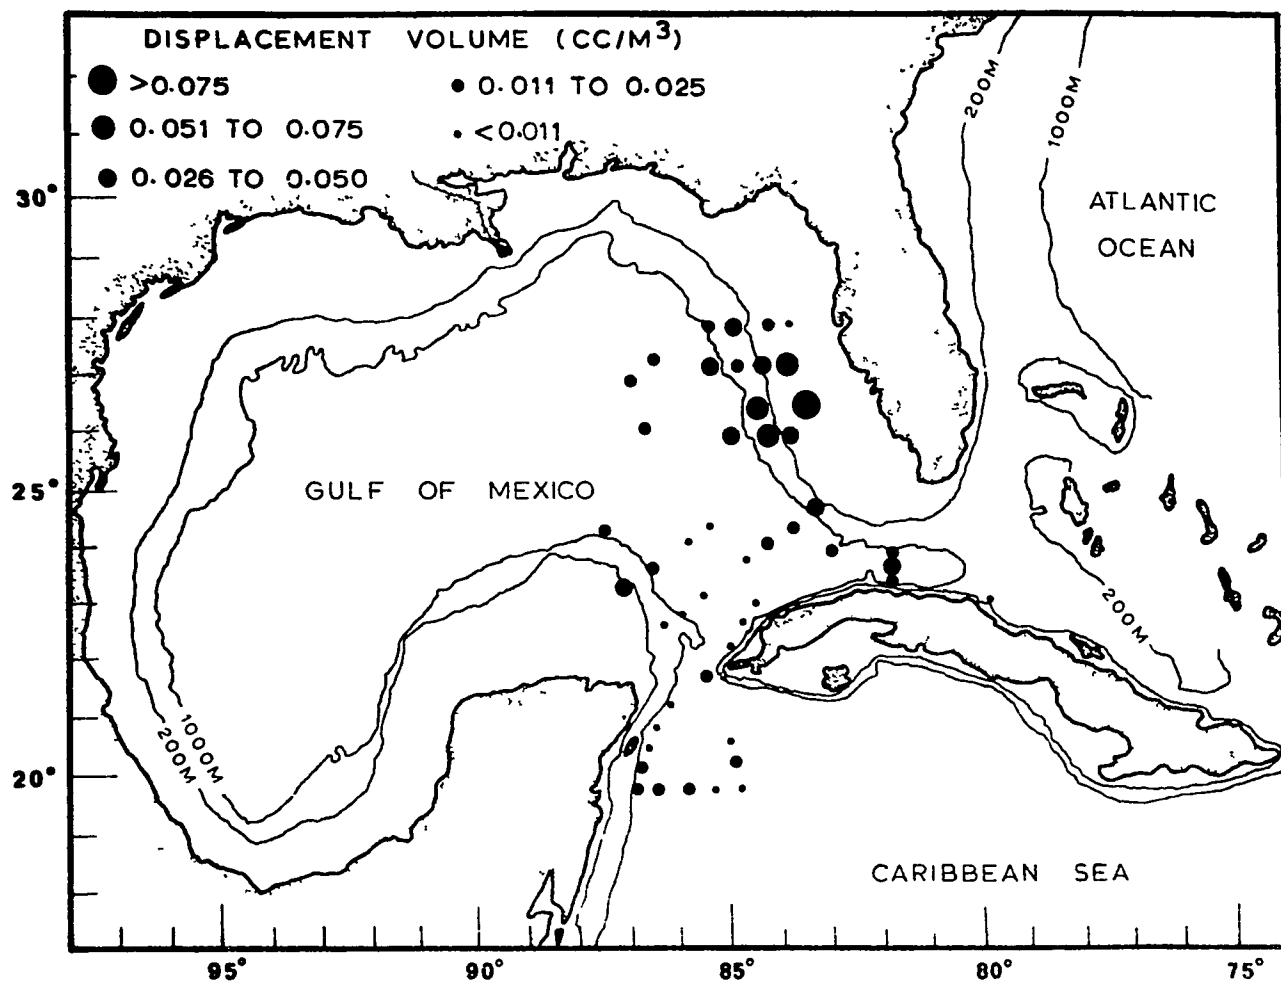 DISPLACEMENT VOLUME (CC/M³)
>0.075
0.051 TO 0.075
0.026 TO 0.050
0.011 TO 0.025
<0.011
200M
1000M
30°
ATLANTIC
OCEAN
25°
GULF OF MEXICO
200M
1000M
200M
20°
CARIBBEAN SEA
95°
90°
85°
80°
75°